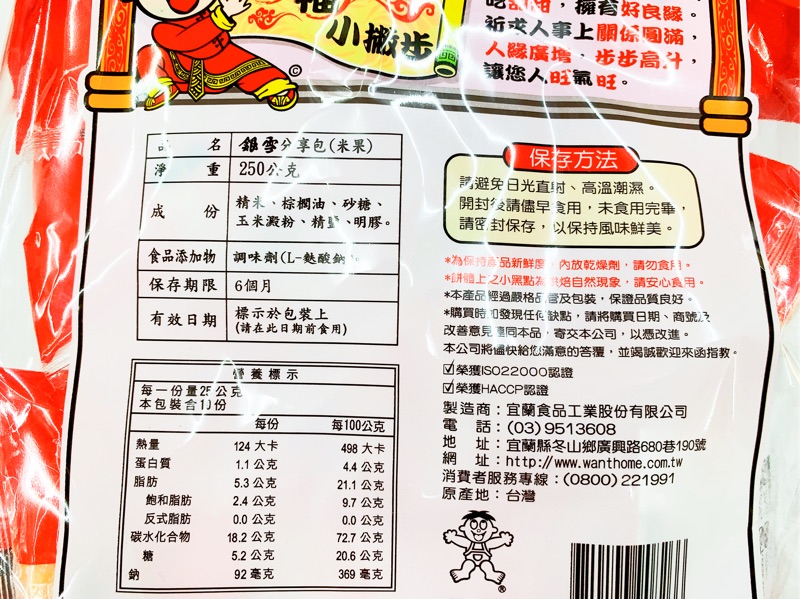 福
小撇步
吃甜甜，擁有好良緣。
祈求人事上關係圓滿，
人緣廣增，步步高升，
讓您人旺氣旺。
©
品 名 銀雪分享包(米果)
淨 重 250公克
成 份 精米、棕櫚油、砂糖、
玉米澱粉、精鹽、明膠。
食品添加物 調味劑(L-麩酸鈉)。
保存期限 6個月
有效日期 標示於包裝上
(請在此日期前食用)
保存方法
請避免日光直射、高溫潮濕。
開封後請儘早食用，未食用完畢，
請密封保存，以保持風味鮮美。
*為保持產品新鮮度，內放乾燥劑，請勿食用。
*餅體上之小黑點為烘焙自然現象，請安心食用。
*本產品經過嚴格品管及包裝，保證品質良好。
*購買時如發現任何缺點，請將購買日期、商號及
改善意見連同本品，寄交本公司，以憑改進。
本公司將儘快給您滿意的答覆，並竭誠歡迎來函指教。
☑榮獲ISO22000認證
☑榮獲HACCP認證
製造商：宜蘭食品工業股份有限公司
電 話：(03)9513608
地 址：宜蘭縣冬山鄉廣興路680巷190號
網 址：http://www.wanthome.com.tw
消費者服務專線：(0800)221991
原產地：台灣
營養標示
每一份量25公克
本包裝含10份
每份 每100公克
熱量 124 大卡 498 大卡
蛋白質 1.1 公克 4.4 公克
脂肪 5.3 公克 21.1 公克
飽和脂肪 2.4 公克 9.7 公克
反式脂肪 0.0 公克 0.0 公克
碳水化合物 18.2 公克 72.7 公克
糖 5.2 公克 20.6 公克
鈉 92 毫克 369 毫克
®